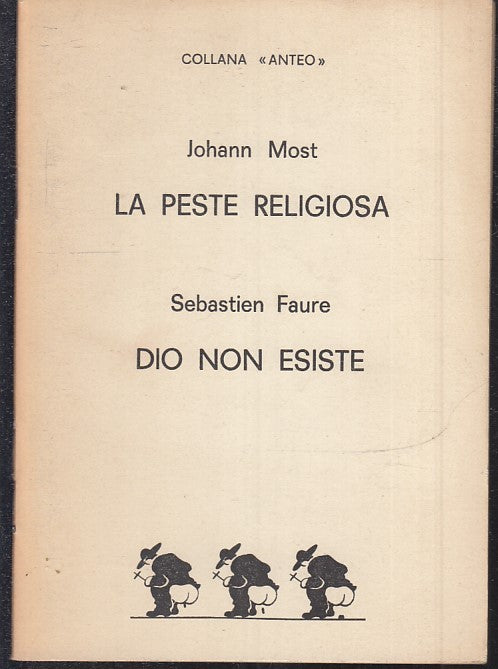 COLLANA «ANTEO»
Johann Most
LA PESTE RELIGIOSA
Sebastien Faure
DIO NON ESISTE